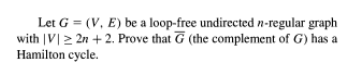 Let G = (V, E) be a loop-free undirected n-regular graph
with |V| ≥ 2n + 2. Prove that G̅ (the complement of G) has a
Hamilton cycle.